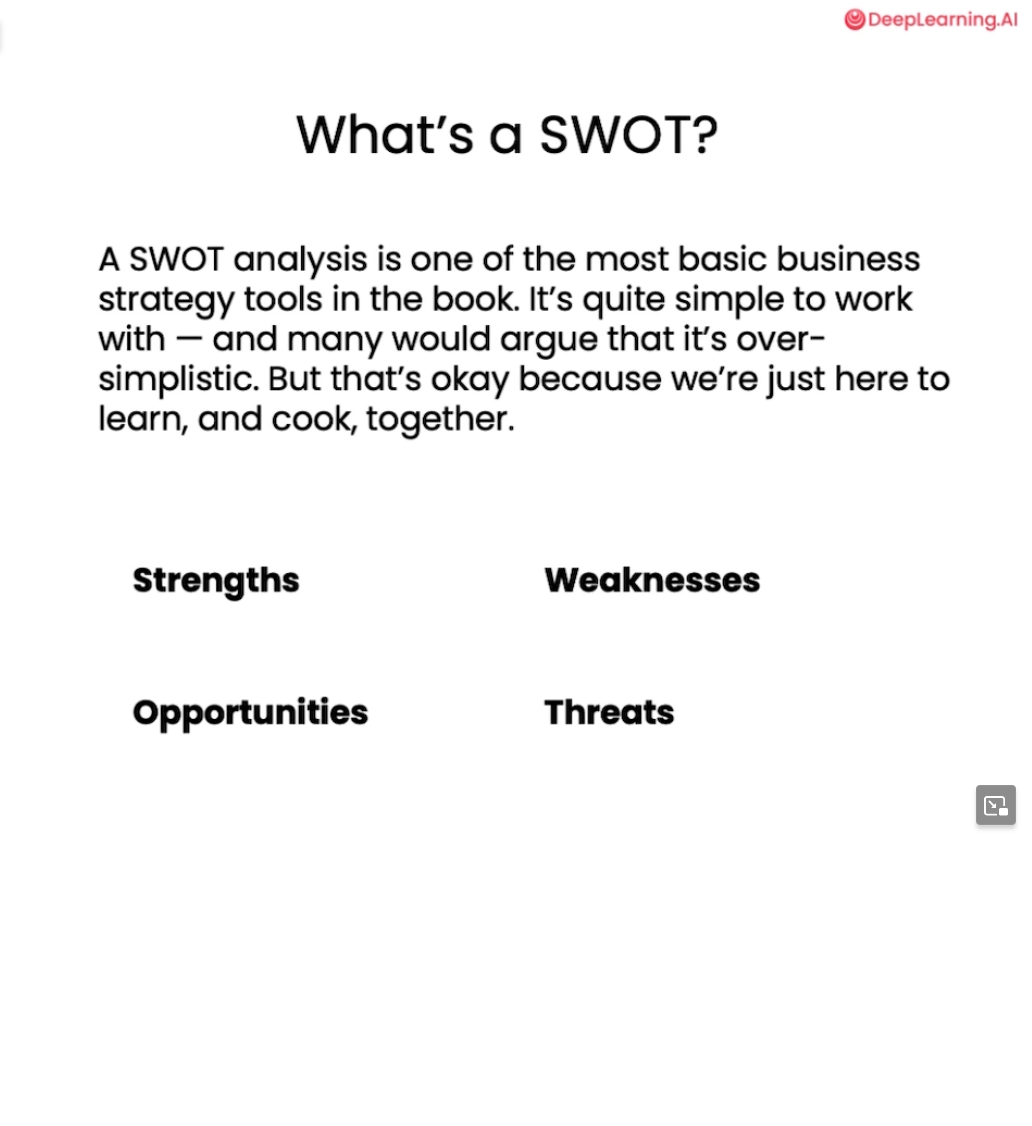 DeepLearning.AI
What’s a SWOT?
A SWOT analysis is one of the most basic business
strategy tools in the book. It’s quite simple to work
with — and many would argue that it’s over-
simplistic. But that’s okay because we’re just here to
learn, and cook, together.
Strengths Weaknesses
Opportunities Threats